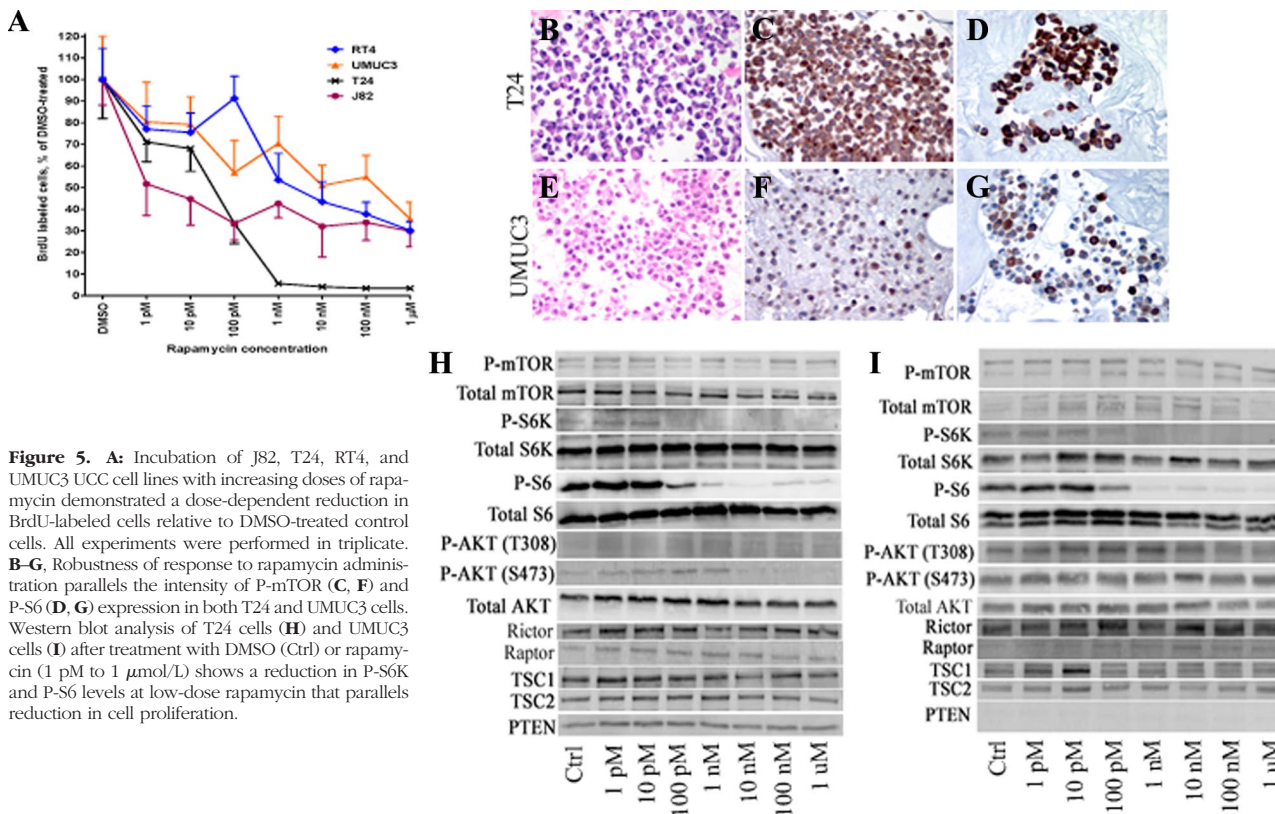 A
120
110
100
90
80
70
60
50
40
30
20
10
0
BrdU labeled cells, % of DMSO-treated
RT4
UMUC3
T24
J82
DMSO
1 pM
10 pM
100 pM
1 nM
10 nM
100 nM
1 µM
Rapamycin concentration
T24
B
C
D
UMUC3
E
F
G
Figure 5. A: Incubation of J82, T24, RT4, and
UMUC3 UCC cell lines with increasing doses of rapa-
mycin demonstrated a dose-dependent reduction in
BrdU-labeled cells relative to DMSO-treated control
cells. All experiments were performed in triplicate.
B–G, Robustness of response to rapamycin adminis-
tration parallels the intensity of P-mTOR (C, F) and
P-S6 (D, G) expression in both T24 and UMUC3 cells.
Western blot analysis of T24 cells (H) and UMUC3
cells (I) after treatment with DMSO (Ctrl) or rapamy-
cin (1 pM to 1 μmol/L) shows a reduction in P-S6K
and P-S6 levels at low-dose rapamycin that parallels
reduction in cell proliferation.
H
P-mTOR
Total mTOR
P-S6K
Total S6K
P-S6
Total S6
P-AKT (T308)
P-AKT (S473)
Total AKT
Rictor
Raptor
TSC1
TSC2
PTEN
Ctrl
1 pM
10 pM
100 pM
1 nM
10 nM
100 nM
1 uM
I
P-mTOR
Total mTOR
P-S6K
Total S6K
P-S6
Total S6
P-AKT (T308)
P-AKT (S473)
Total AKT
Rictor
Raptor
TSC1
TSC2
PTEN
Ctrl
1 pM
10 pM
100 pM
1 nM
10 nM
100 nM